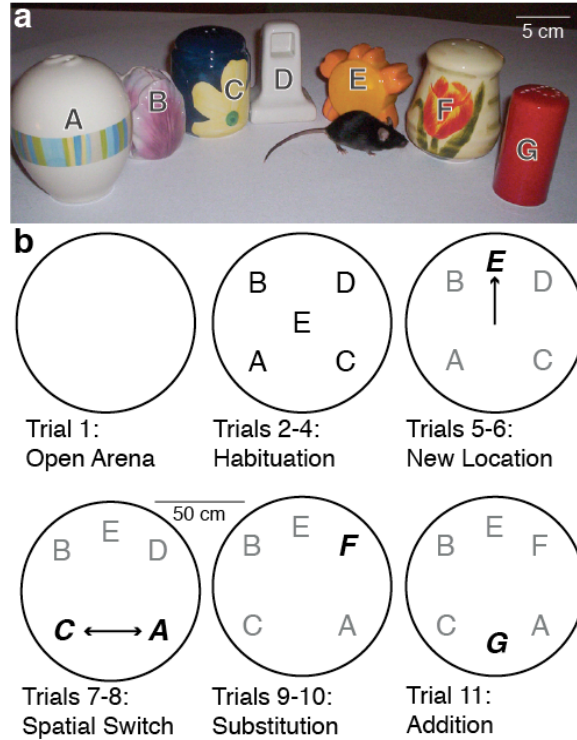 a
5 cm
A
B
C
D
E
F
G
b
B D
E
A C
E
B D
A C
Trial 1:
Open Arena
Trials 2-4:
Habituation
Trials 5-6:
New Location
50 cm
E
B D
C A
E
B F
C A
E
B F
C A
G
Trials 7-8:
Spatial Switch
Trials 9-10:
Substitution
Trial 11:
Addition